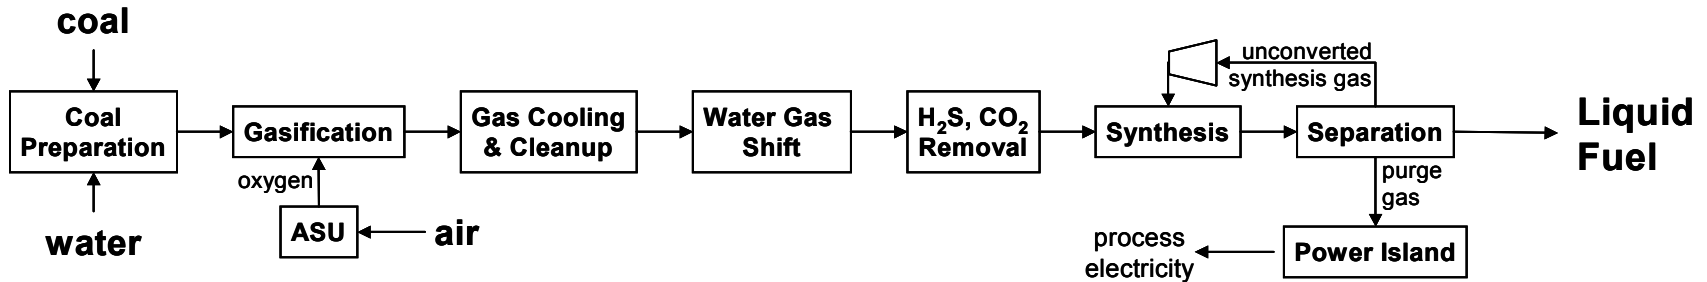 coal
Coal
Preparation
water
Gasification
oxygen
ASU
air
Gas Cooling
& Cleanup
Water Gas
Shift
H₂S, CO₂
Removal
Synthesis
unconverted
synthesis gas
Separation
Liquid
Fuel
purge
gas
Power Island
process
electricity